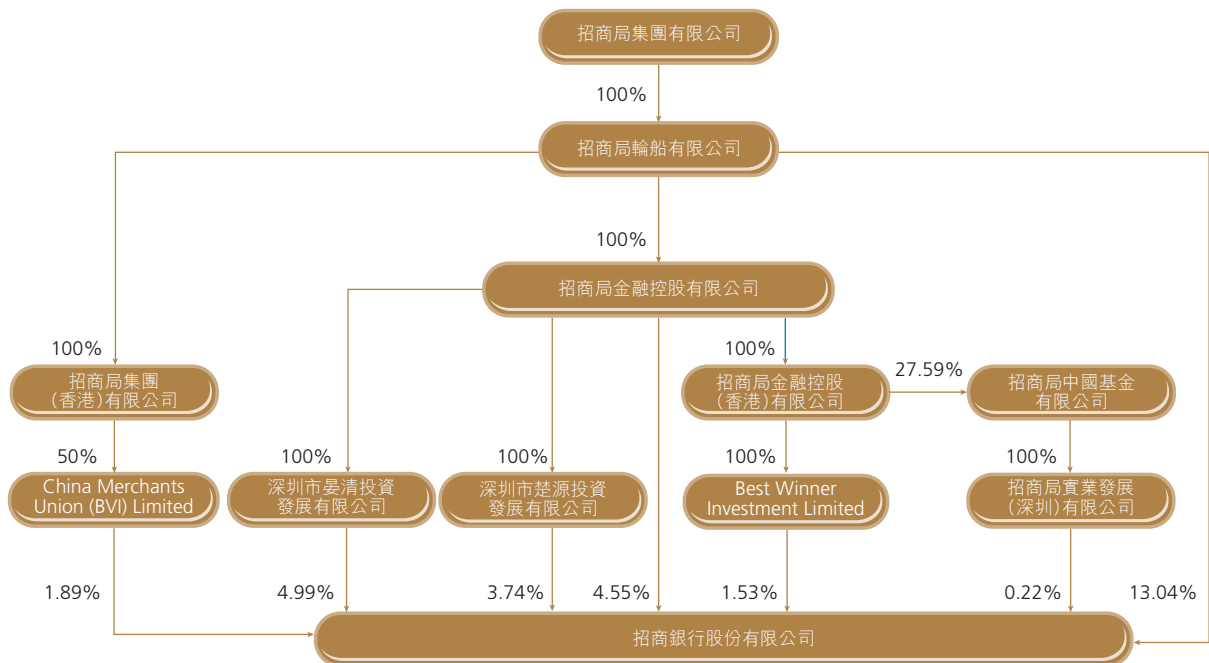 招商局集團有限公司
100%
招商局輪船有限公司
100%
招商局金融控股有限公司
100%
招商局集團
(香港)有限公司
100%
招商局金融控股
(香港)有限公司
27.59%
招商局中國基金
有限公司
50%
China Merchants
Union (BVI) Limited
100%
深圳市晏清投資
發展有限公司
100%
深圳市楚源投資
發展有限公司
100%
Best Winner
Investment Limited
100%
招商局實業發展
(深圳)有限公司
1.89%
4.99%
3.74%
4.55%
1.53%
0.22%
13.04%
招商銀行股份有限公司